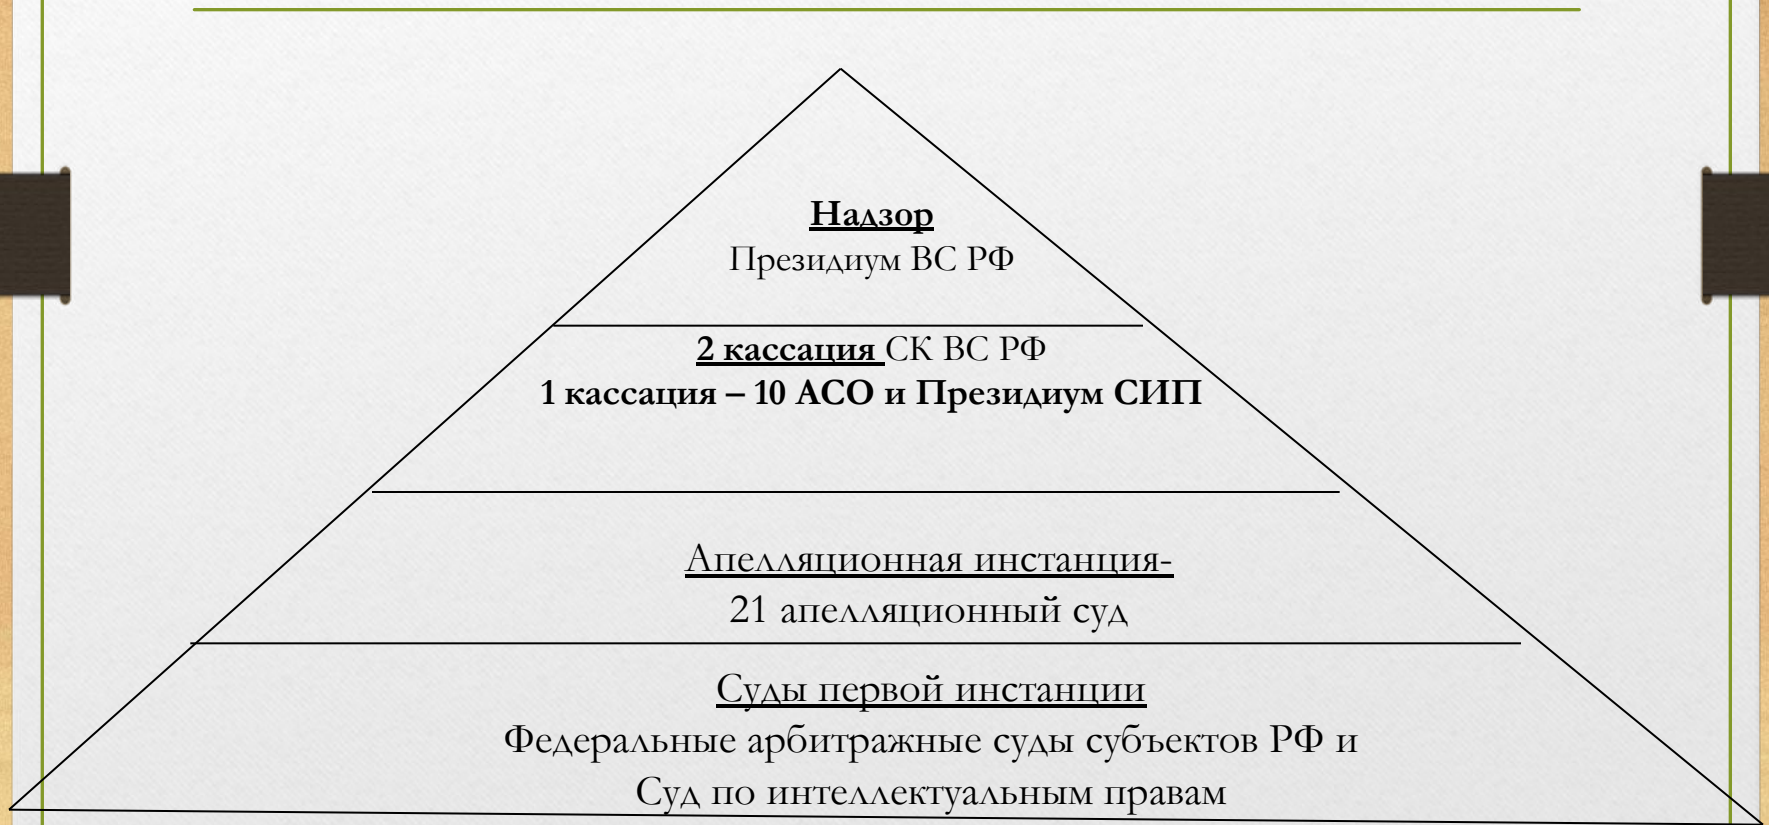 Надзор
Президиум ВС РФ
2 кассация СК ВС РФ
1 кассация – 10 АСО и Президиум СИП
Апелляционная инстанция-
21 апелляционный суд
Суды первой инстанции
Федеральные арбитражные суды субъектов РФ и
Суд по интеллектуальным правам